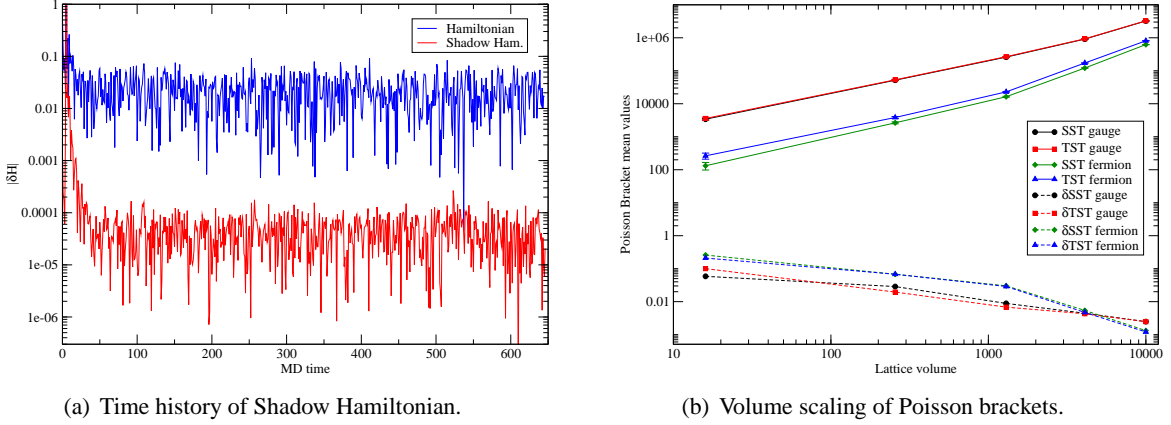 Hamiltonian
Shadow Ham.
|δH|
1
0.1
0.01
0.001
0.0001
1e-05
1e-06
0 100 200 300 400 500 600
MD time
(a) Time history of Shadow Hamiltonian.
Poisson Bracket mean values
1e+06
10000
100
1
0.01
SST gauge
TST gauge
SST fermion
TST fermion
δSST gauge
δTST gauge
δSST fermion
δTST fermion
10 100 1000 10000
Lattice volume
(b) Volume scaling of Poisson brackets.